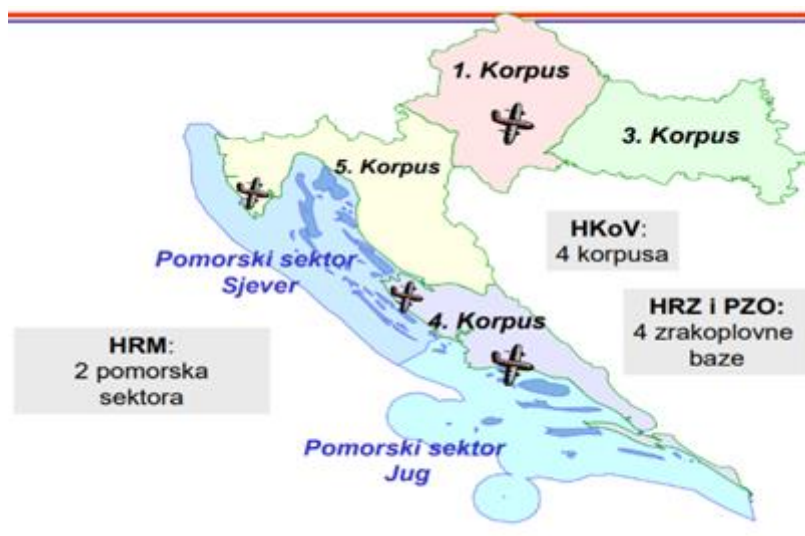 1. Korpus
3. Korpus
5. Korpus
HKoV:
4 korpusa
Pomorski sektor
Sjever
4. Korpus
HRZ i PZO:
4 zrakoplovne
baze
HRM:
2 pomorska
sektora
Pomorski sektor
Jug